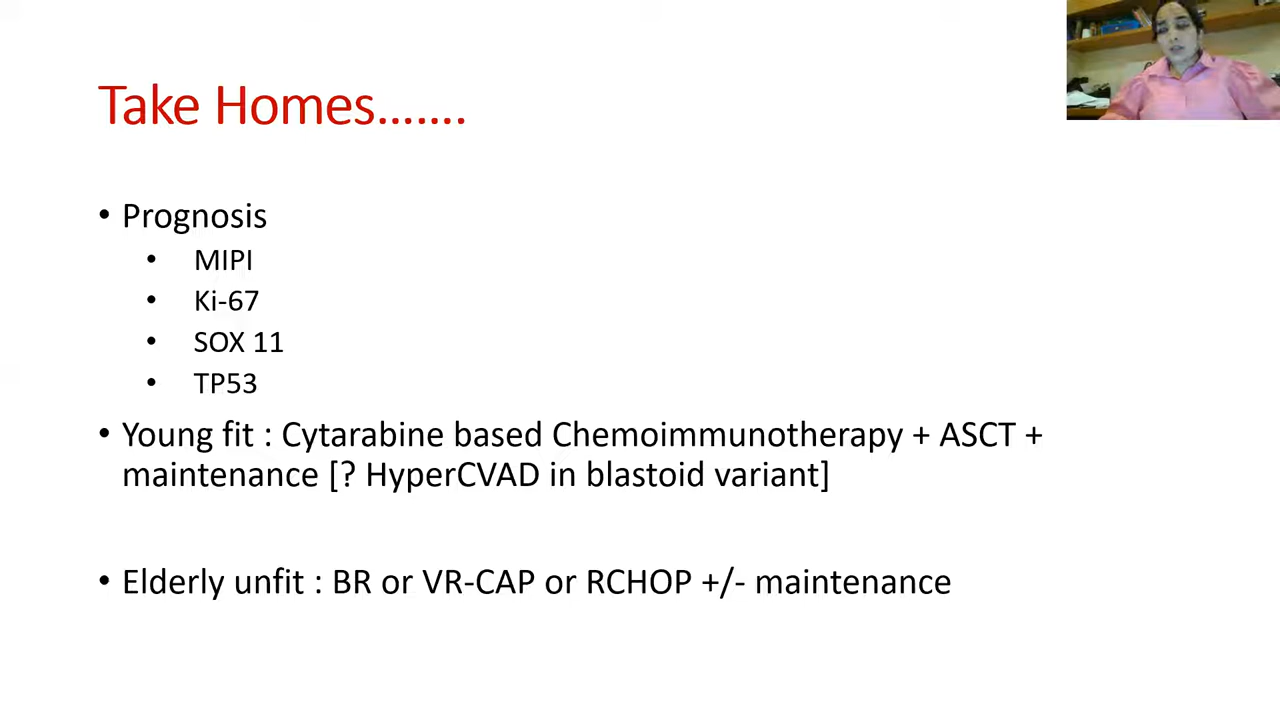 Take Homes.......
• Prognosis
• MIPI
• Ki-67
• SOX 11
• TP53
• Young fit : Cytarabine based Chemoimmunotherapy + ASCT +
maintenance [? HyperCVAD in blastoid variant]
• Elderly unfit : BR or VR-CAP or RCHOP +/- maintenance